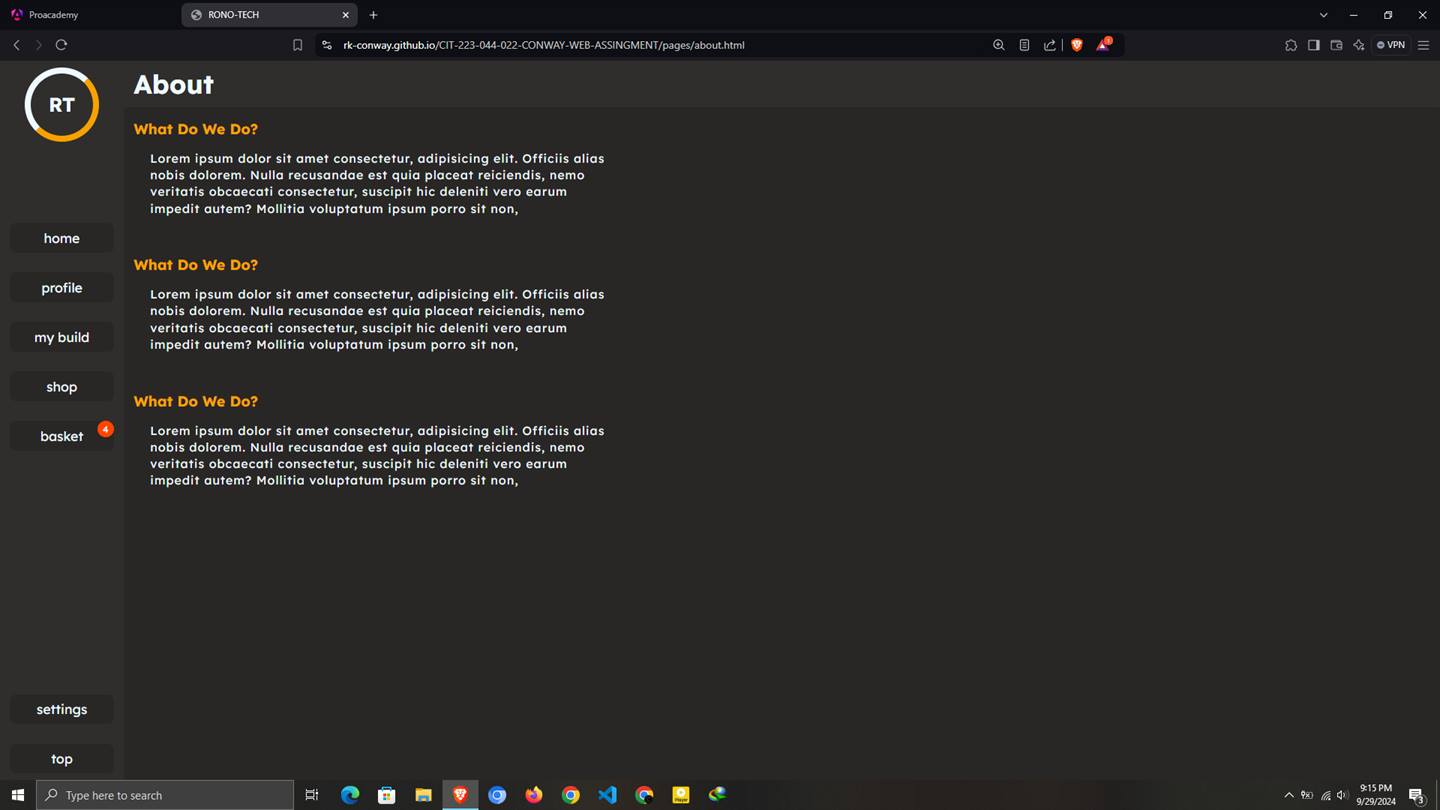 Proacademy
RONO-TECH
rk-conway.github.io/CIT-223-044-022-CONWAY-WEB-ASSINGMENT/pages/about.html
1
VPN
RT
About
What Do We Do?
Lorem ipsum dolor sit amet consectetur, adipisicing elit. Officiis alias
nobis dolorem. Nulla recusandae est quia placeat reiciendis, nemo
veritatis obcaecati consectetur, suscipit hic deleniti vero earum
impedit autem? Mollitia voluptatum ipsum porro sit non,
What Do We Do?
Lorem ipsum dolor sit amet consectetur, adipisicing elit. Officiis alias
nobis dolorem. Nulla recusandae est quia placeat reiciendis, nemo
veritatis obcaecati consectetur, suscipit hic deleniti vero earum
impedit autem? Mollitia voluptatum ipsum porro sit non,
What Do We Do?
Lorem ipsum dolor sit amet consectetur, adipisicing elit. Officiis alias
nobis dolorem. Nulla recusandae est quia placeat reiciendis, nemo
veritatis obcaecati consectetur, suscipit hic deleniti vero earum
impedit autem? Mollitia voluptatum ipsum porro sit non,
home
profile
my build
shop
basket
4
settings
top
Type here to search
9:15 PM
9/29/2024
3